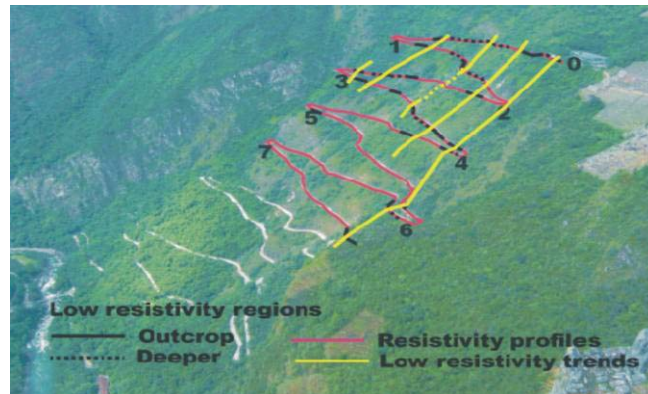 1
0
3
2
5
4
7
6
Low resistivity regions
Outcrop
Deeper
Resistivity profiles
Low resistivity trends